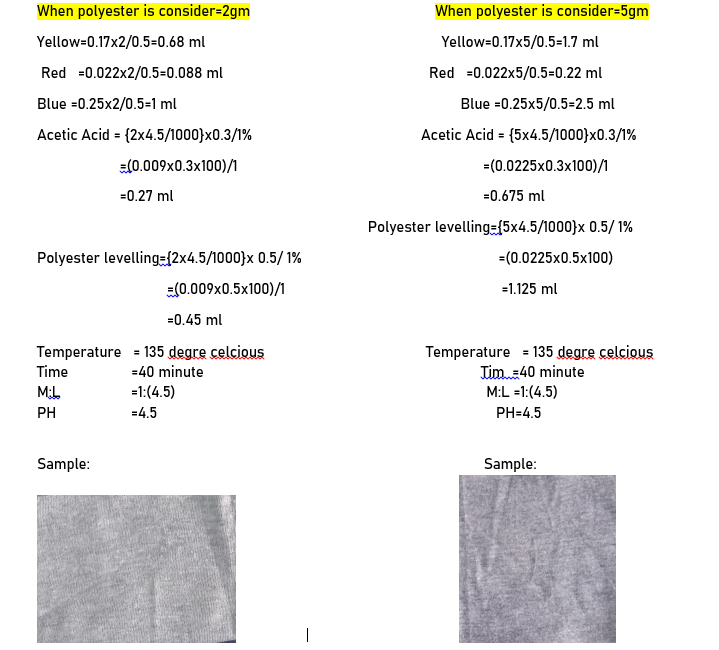 When polyester is consider=2gm
Yellow=0.17x2/0.5=0.68 ml
Red =0.022x2/0.5=0.088 ml
Blue =0.25x2/0.5=1 ml
Acetic Acid = {2x4.5/1000}x0.3/1%
=(0.009x0.3x100)/1
=0.27 ml
Polyester levelling={2x4.5/1000}x 0.5/ 1%
=(0.009x0.5x100)/1
=0.45 ml
Temperature = 135 degre celcious
Time =40 minute
M:L =1:(4.5)
PH =4.5
Sample:
When polyester is consider=5gm
Yellow=0.17x5/0.5=1.7 ml
Red =0.022x5/0.5=0.22 ml
Blue =0.25x5/0.5=2.5 ml
Acetic Acid = {5x4.5/1000}x0.3/1%
=(0.0225x0.3x100)/1
=0.675 ml
Polyester levelling={5x4.5/1000}x 0.5/ 1%
=(0.0225x0.5x100)
=1.125 ml
Temperature = 135 degre celcious
Tim =40 minute
M:L =1:(4.5)
PH=4.5
Sample: